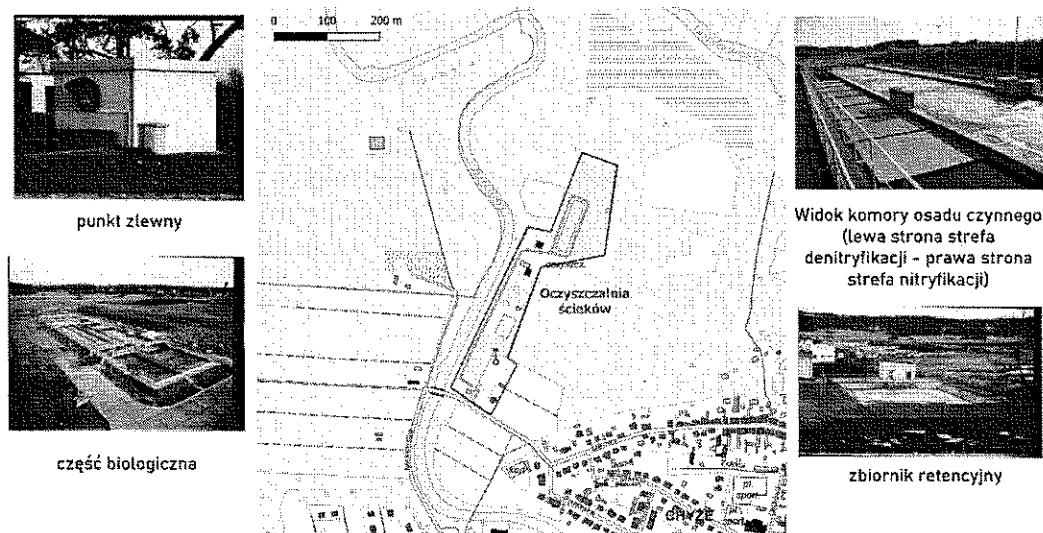 0 100 200 m
punkt zlewny
Widok komory osadu czynnego
(lewa strona strefa
denitryfikacji - prawa strona
strefa nitryfikacji)
Oczyszczalnia
ścieków
część biologiczna
zbiornik retencyjny